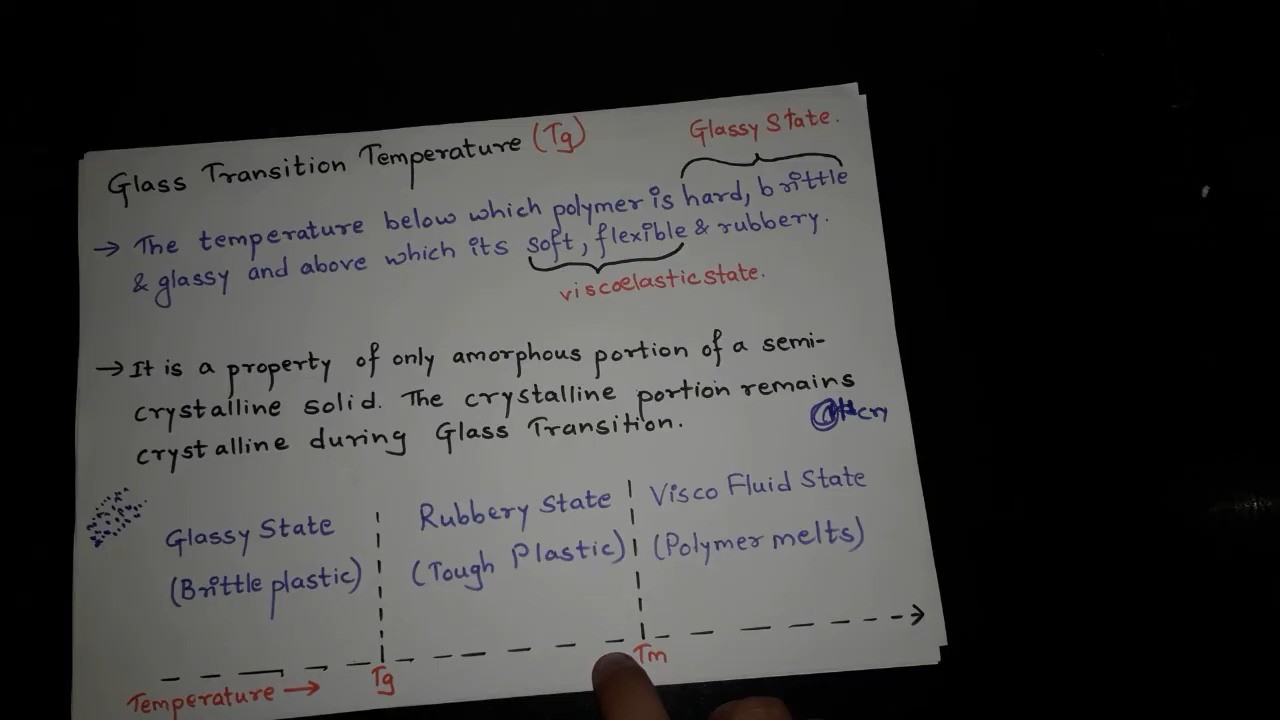 Glass Transition Temperature (Tg)
Glassy State.
→ The temperature below which polymer is hard, brittle
& glassy and above which its soft, flexible & rubbery.
viscoelastic state.
→ It is a property of only amorphous portion of a semi-
crystalline solid. The crystalline portion remains
crystalline during Glass Transition.
cry
Glassy State
(Brittle plastic)
Rubbery State
(Tough Plastic)
Visco Fluid State
(Polymer melts)
Temperature →
Tg
Tm